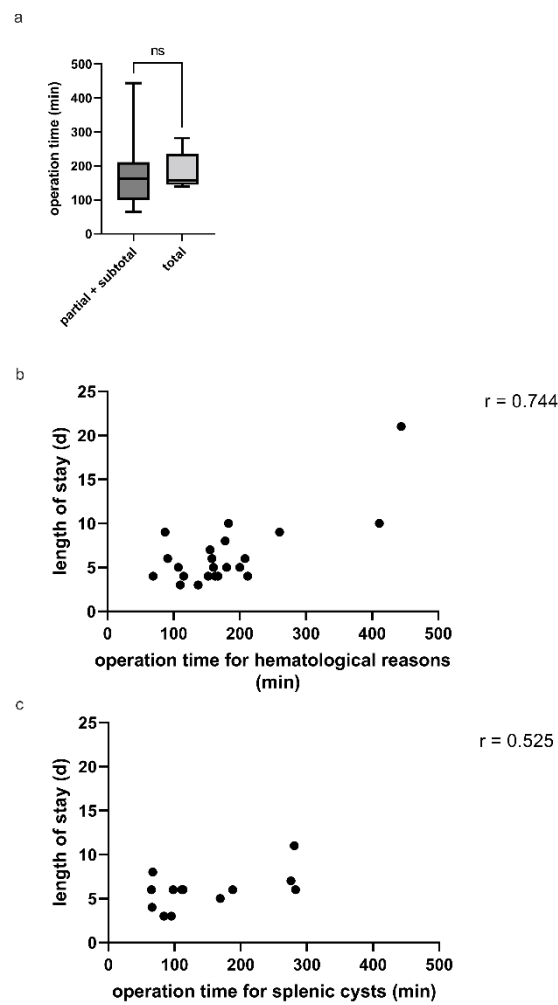 a
ns
operation time (min)
500
400
300
200
100
0
partial + subtotal
total
b
r = 0.744
length of stay (d)
25
20
15
10
5
0
0 100 200 300 400 500
operation time for hematological reasons
(min)
c
r = 0.525
length of stay (d)
25
20
15
10
5
0
0 100 200 300 400 500
operation time for splenic cysts (min)